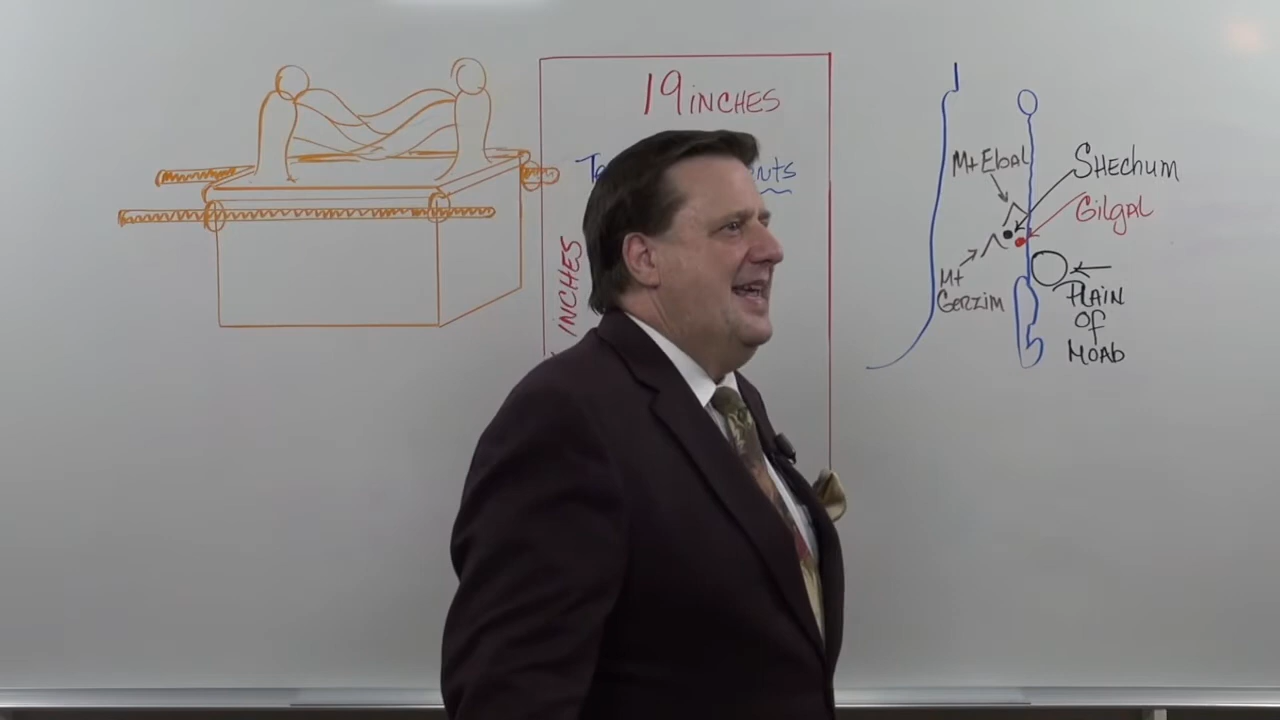 19 INCHES
INCHES
Mt Ebal
SHechum
Gilgal
Mt
Gerzim
Plain
OF
MOAb